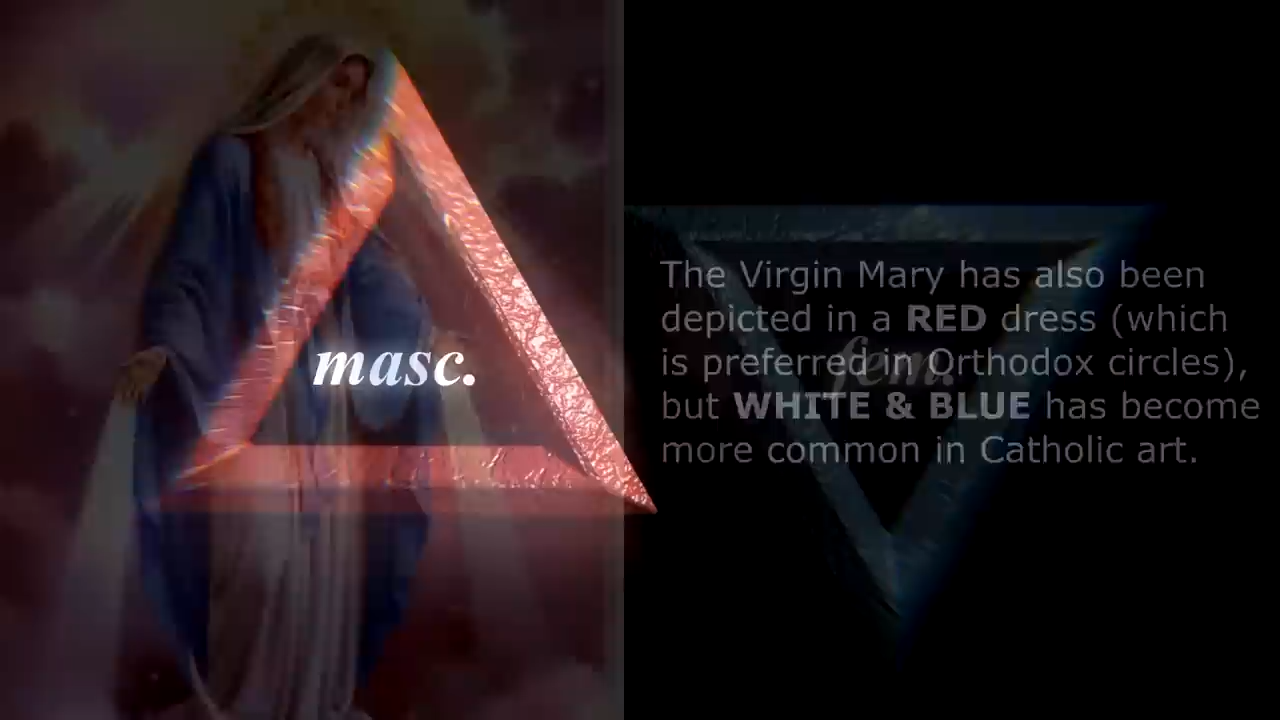 masc.
fem.
The Virgin Mary has also been
depicted in a RED dress (which
is preferred in Orthodox circles),
but WHITE & BLUE has become
more common in Catholic art.